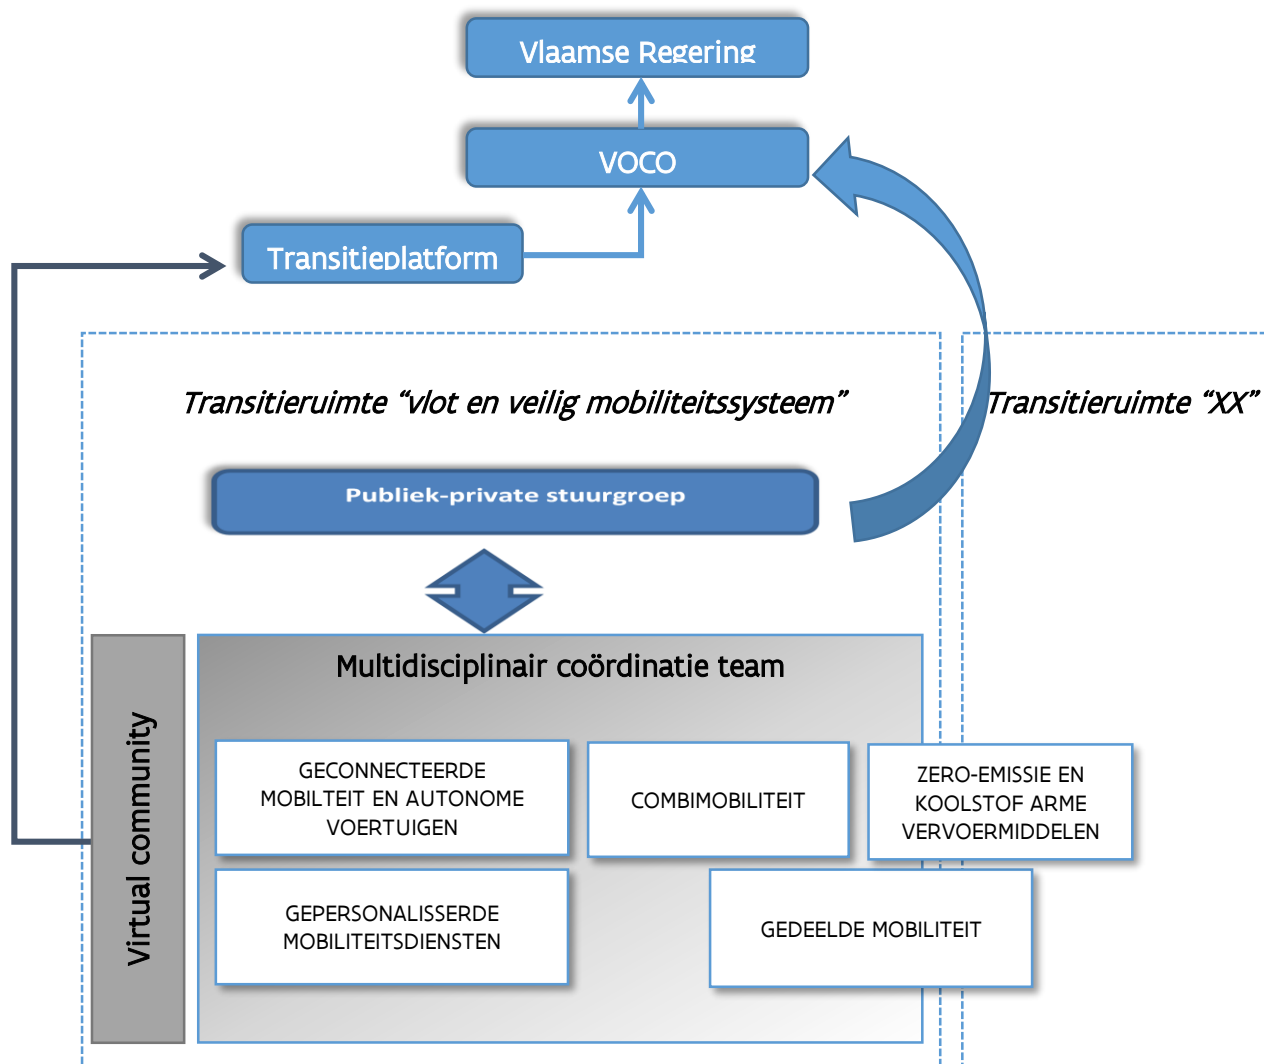 Vlaamse Regering
VOCO
Transitieplatform
Transitieruimte “vlot en veilig mobiliteitssysteem”
Transitieruimte “XX”
Publiek-private stuurgroep
Multidisciplinair coördinatie team
Virtual community
GECONNECTEERDE
MOBILTEIT EN AUTONOME
VOERTUIGEN
COMBIMOBILITEIT
ZERO-EMISSIE EN
KOOLSTOF ARME
VERVOERMIDDELEN
GEPERSONALISSERDE
MOBILITEITSDIENSTEN
GEDEELDE MOBILITEIT